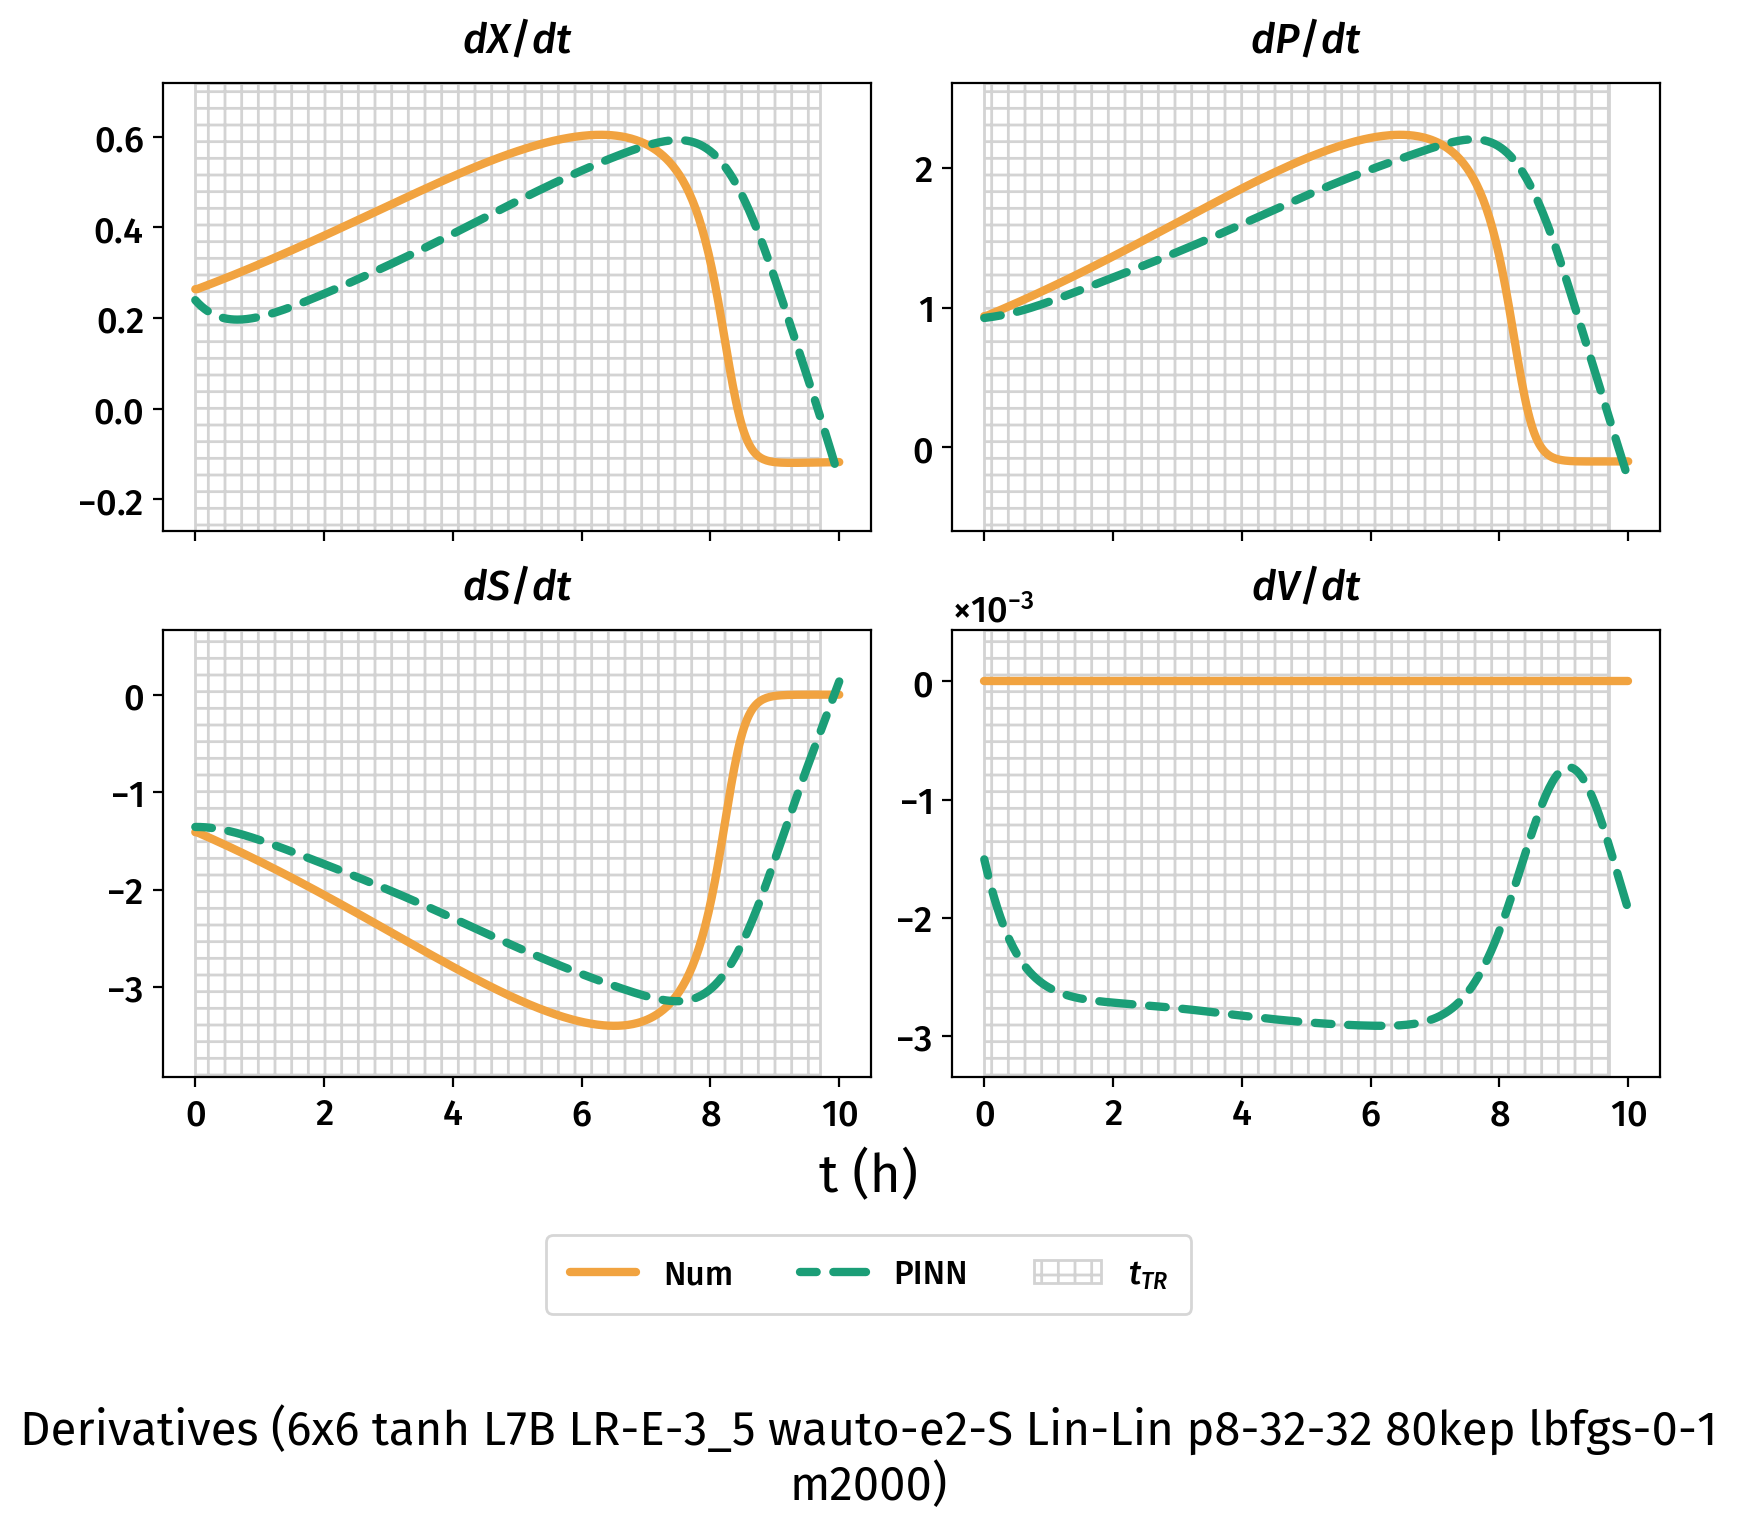 dX/dt
dP/dt
0.6
0.4
0.2
0.0
−0.2
2
1
0
dS/dt
dV/dt
×10⁻³
0
−1
−2
−3
0
−1
−2
−3
0 2 4 6 8 10
0 2 4 6 8 10
t (h)
Num PINN t_TR
Derivatives (6x6 tanh L7B LR-E-3_5 wauto-e2-S Lin-Lin p8-32-32 80kep lbfgs-0-1
m2000)